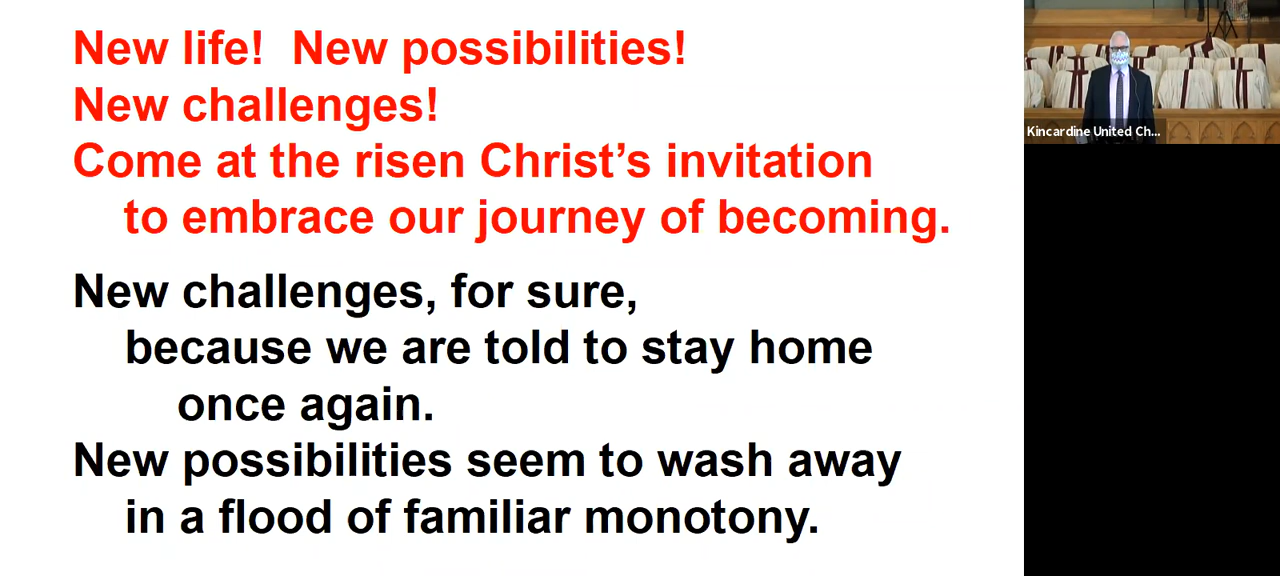 New life!  New possibilities!
New challenges!
Come at the risen Christ’s invitation
to embrace our journey of becoming.
New challenges, for sure,
because we are told to stay home
once again.
New possibilities seem to wash away
in a flood of familiar monotony.
Kincardine United Ch...